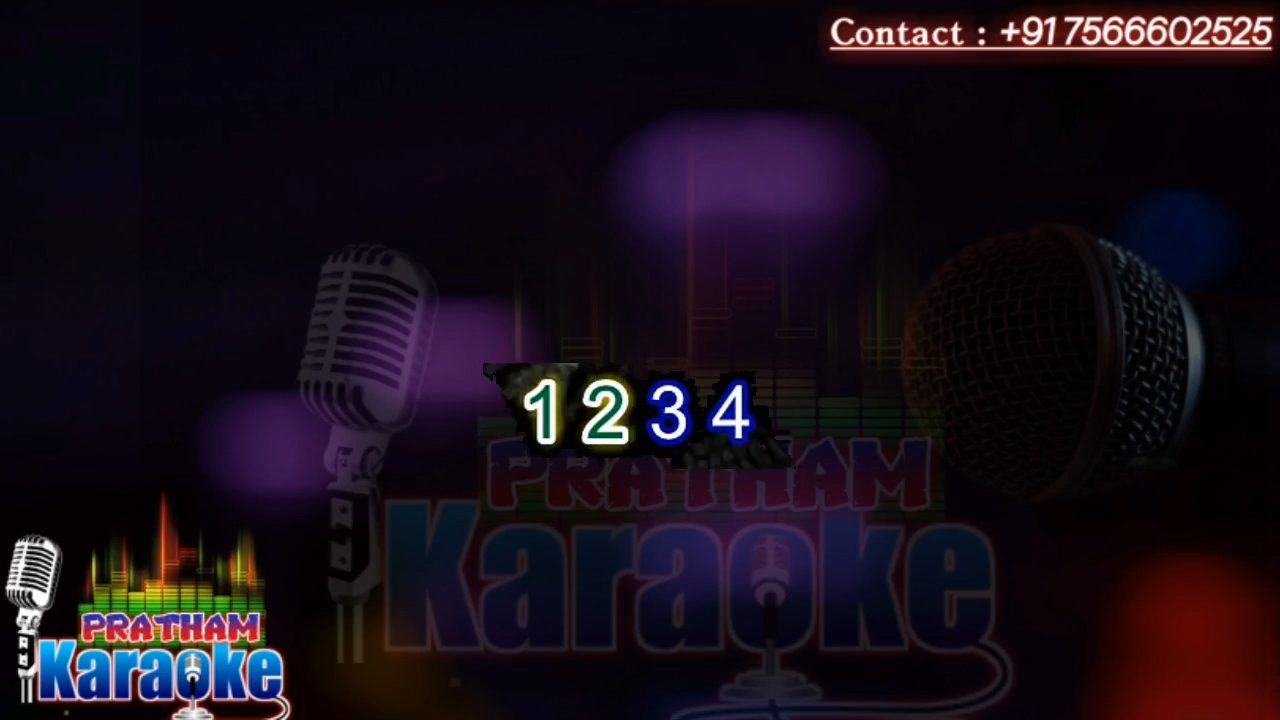 Contact : +917566602525
1 2 3 4
PRATHAM
Karaoke
PRATHAM
Karaoke